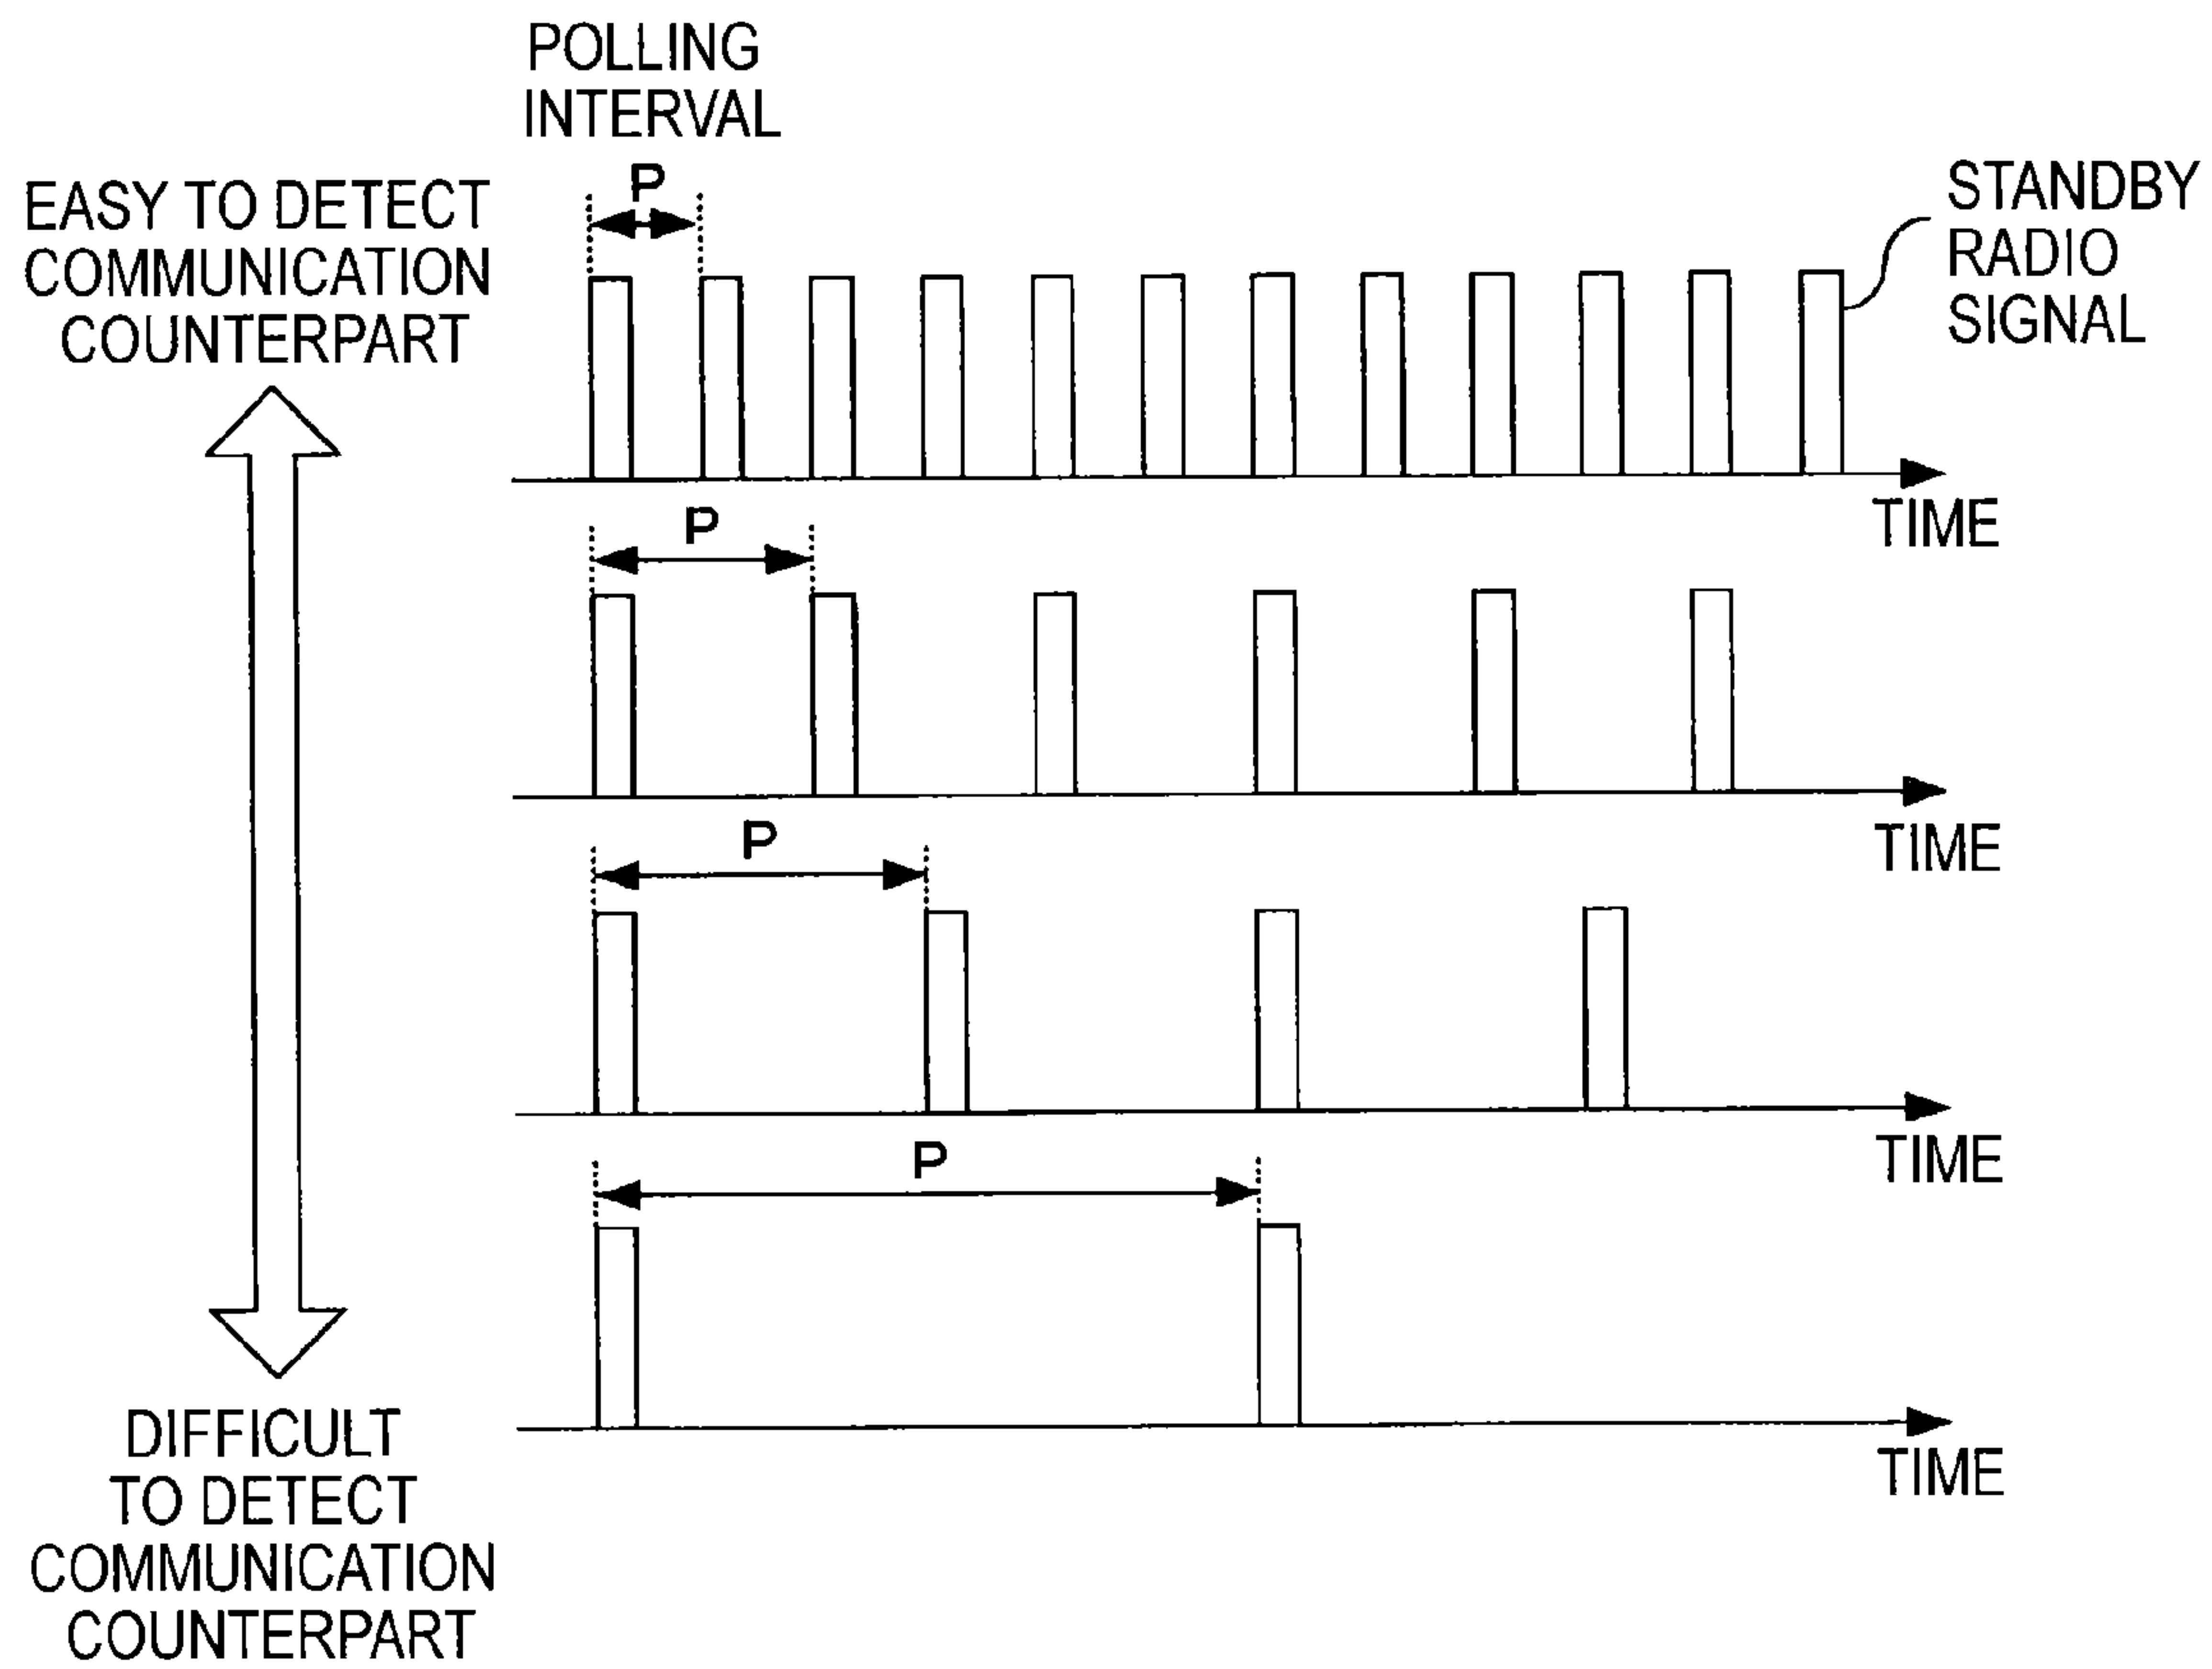 POLLING
INTERVAL
P
EASY TO DETECT
COMMUNICATION
COUNTERPART
STANDBY
RADIO
SIGNAL
TIME
P
TIME
P
TIME
P
TIME
DIFFICULT
TO DETECT
COMMUNICATION
COUNTERPART